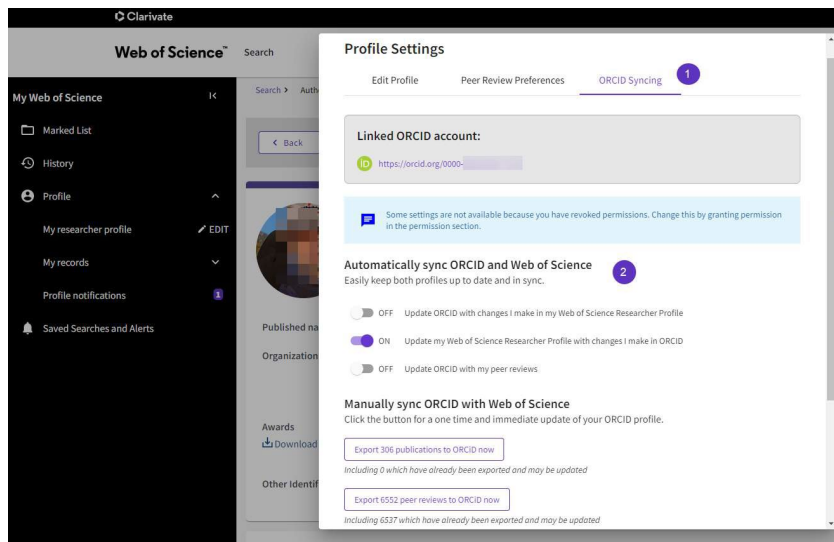 Clarivate
Web of Science™
Search
My Web of Science
Marked List
History
Profile
My researcher profile
EDIT
My records
Profile notifications
1
Saved Searches and Alerts
Search >
Back
Published
Organization
Awards
Download
Profile Settings
Edit Profile
Peer Review Preferences
ORCID Syncing
1
Linked ORCID account:
iD https://orcid.org/0000-
Some settings are not available because you have revoked permissions. Change this by granting permission
in the permission section.
Automatically sync ORCID and Web of Science
2
Easily keep both profiles up to date and in sync.
OFF Update ORCID with changes I make in my Web of Science Researcher Profile
ON Update my Web of Science Researcher Profile with changes I make in ORCID
OFF Update ORCID with my peer reviews
Manually sync ORCID with Web of Science
Click the button for a one time and immediate update of your ORCID profile.
Export 306 publications to ORCiD now
Including 0 which have already been exported and may be updated
Export 6552 peer reviews to ORCiD now
Including 6537 which have already been exported and may be updated